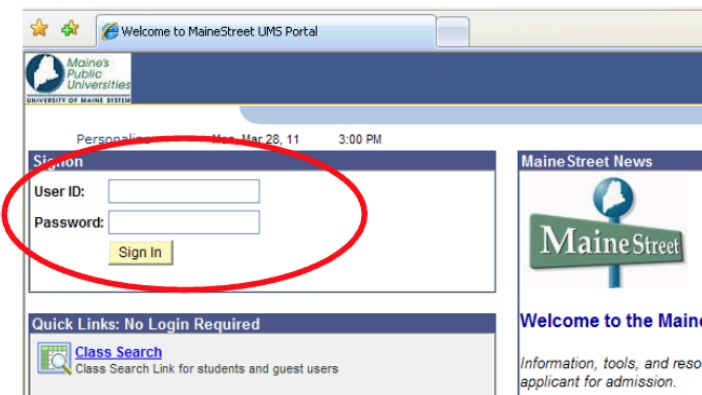 Welcome to MaineStreet UMS Portal
Maine's
Public
Universities
UNIVERSITY OF MAINE SYSTEM
Mon, Mar 28, 11 3:00 PM
Signon
User ID:
Password:
Sign In
Quick Links: No Login Required
Class Search
Class Search Link for students and guest users
MaineStreet News
MaineStreet
Welcome to the Maine
Information, tools, and reso
applicant for admission.